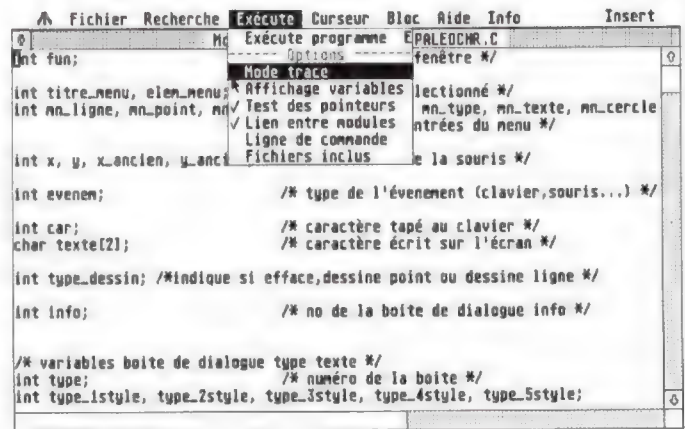 Fichier Recherche Exécute Curseur Bloc Aide Info Insert
Mo
PALEOCHR.C
Exécute programme E
Options
Mode trace
Affichage variables
✓ Test des pointeurs
✓ Lien entre modules
Ligne de commande
Fichiers inclus
int fun; fenêtre */
int titre_menu, elem_menu; lectionné */
int mn_ligne, mn_point, mn mn_type, mn_texte, mn_cercle
ntrées du menu */
int x, y, x_ancien, y_anci e la souris */
int evenem; /* type de l'évenement (clavier,souris...) */
int car; /* caractère tapé au clavier */
char texte[2]; /* caractère écrit sur l'écran */
int type_dessin; /*indique si efface,dessine point ou dessine ligne */
int info; /* no de la boite de dialogue info */
/* variables boite de dialogue type texte */
int type; /* numéro de la boite */
int type_1style, type_2style, type_3style, type_4style, type_5style;